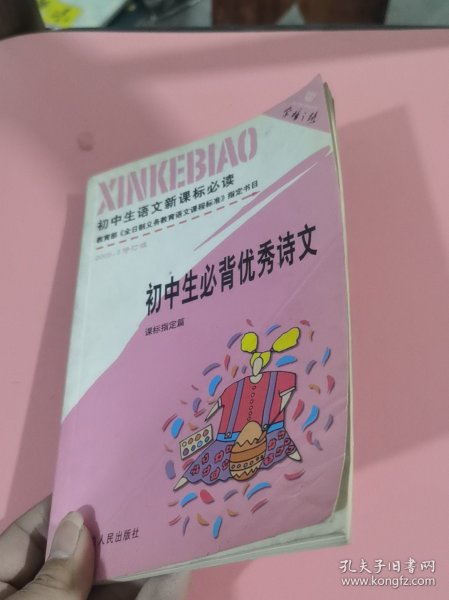 XINKEBIAO
初中生语文新课标必读
教育部《全日制义务教育语文课程标准》指定书目
初中生必背优秀诗文
课标指定篇
人民出版社
孔夫子旧书网
www.kongfz.com